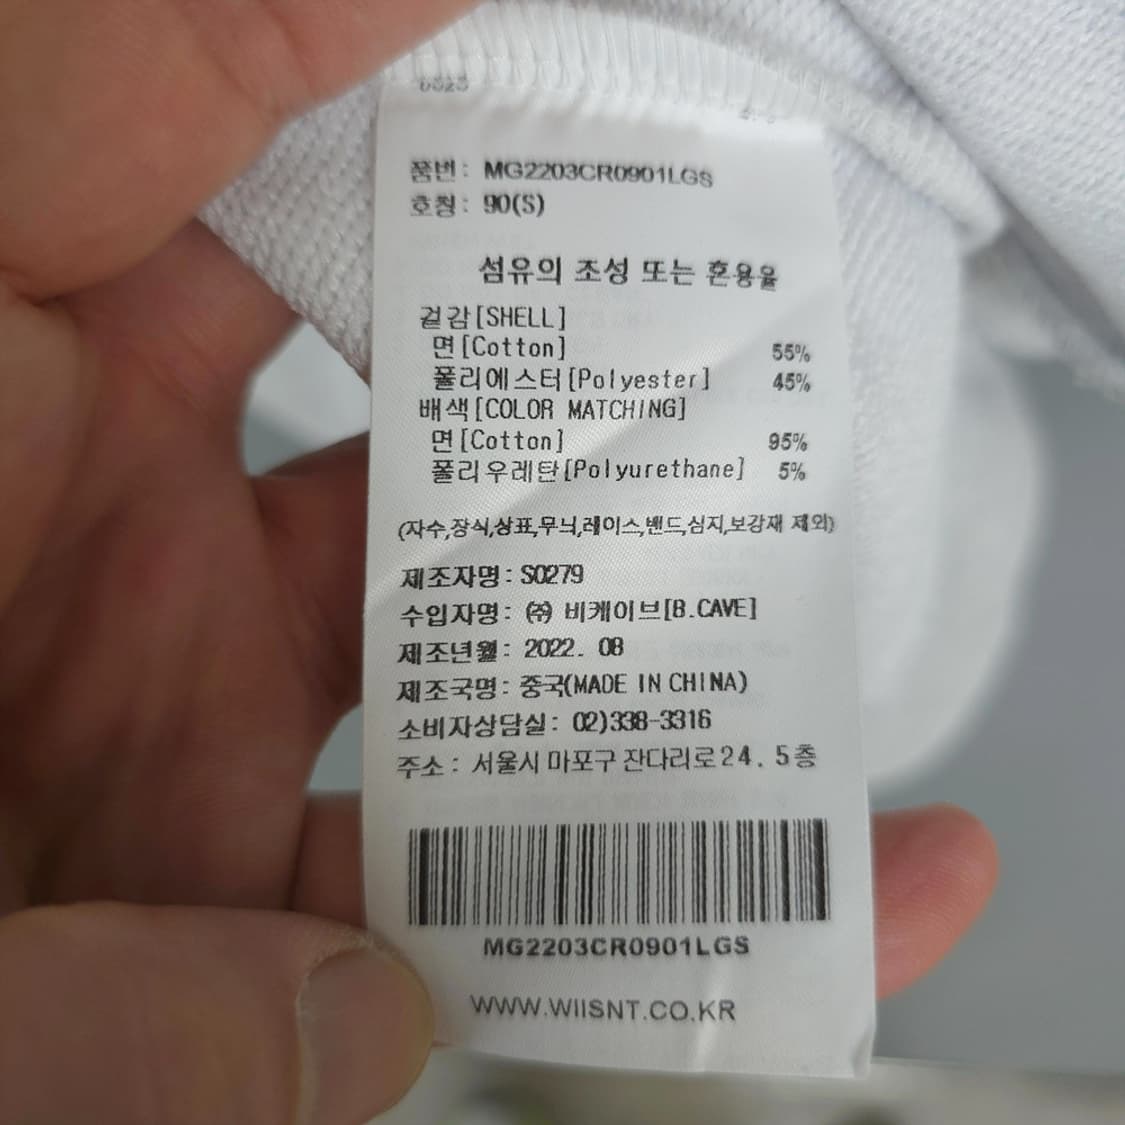 품번: MG2203CR0901LGS
호칭: 90(S)
섬유의 조성 또는 혼용율
겉감[SHELL]
면[Cotton] 55%
폴리에스터[Polyester] 45%
배색[COLOR MATCHING]
면[Cotton] 95%
폴리우레탄[Polyurethane] 5%
(자수,장식,상표,무늬,레이스,밴드,심지,보강재 제외)
제조자명: S0279
수입자명: ㈜ 비케이브[B.CAVE]
제조년월: 2022. 08
제조국명: 중국(MADE IN CHINA)
소비자상담실: 02)338-3316
주소: 서울시 마포구 잔다리로24. 5층
MG2203CR0901LGS
WWW.WIISNT.CO.KR